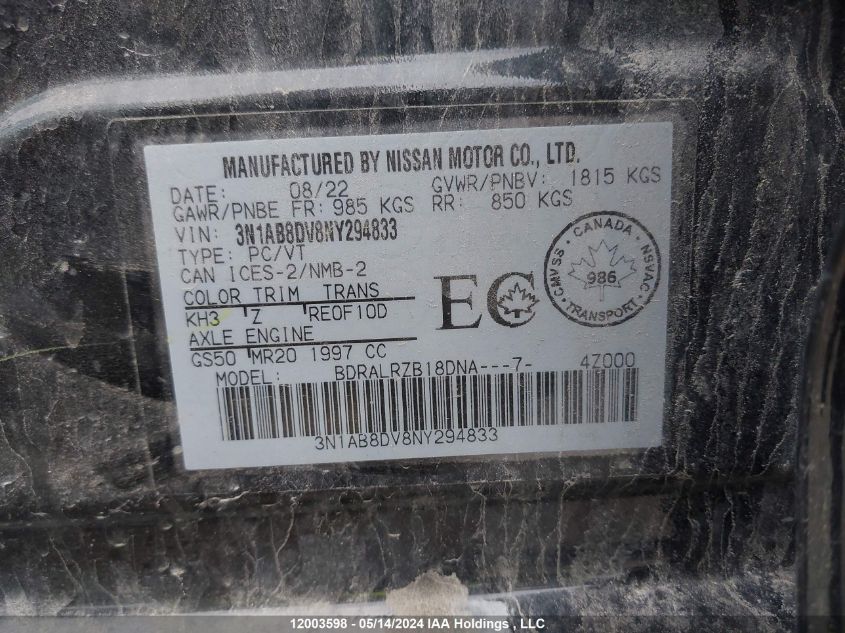 MANUFACTURED BY NISSAN MOTOR CO., LTD.
DATE: 08/22 GVWR/PNBV: 1815 KGS
GAWR/PNBE FR: 985 KGS RR: 850 KGS
VIN: 3N1AB8DV8NY294833
TYPE: PC/VT
CAN ICES-2/NMB-2
COLOR TRIM TRANS
KH3 Z RE0F10D
AXLE ENGINE
GS50 MR20 1997 CC
EC
CANADA
CMVSS NSVAC
986
TRANSPORT
MODEL: BDRALRZB18DNA---7- 4Z000
3N1AB8DV8NY294833
12003598 - 05/14/2024 IAA Holdings, LLC